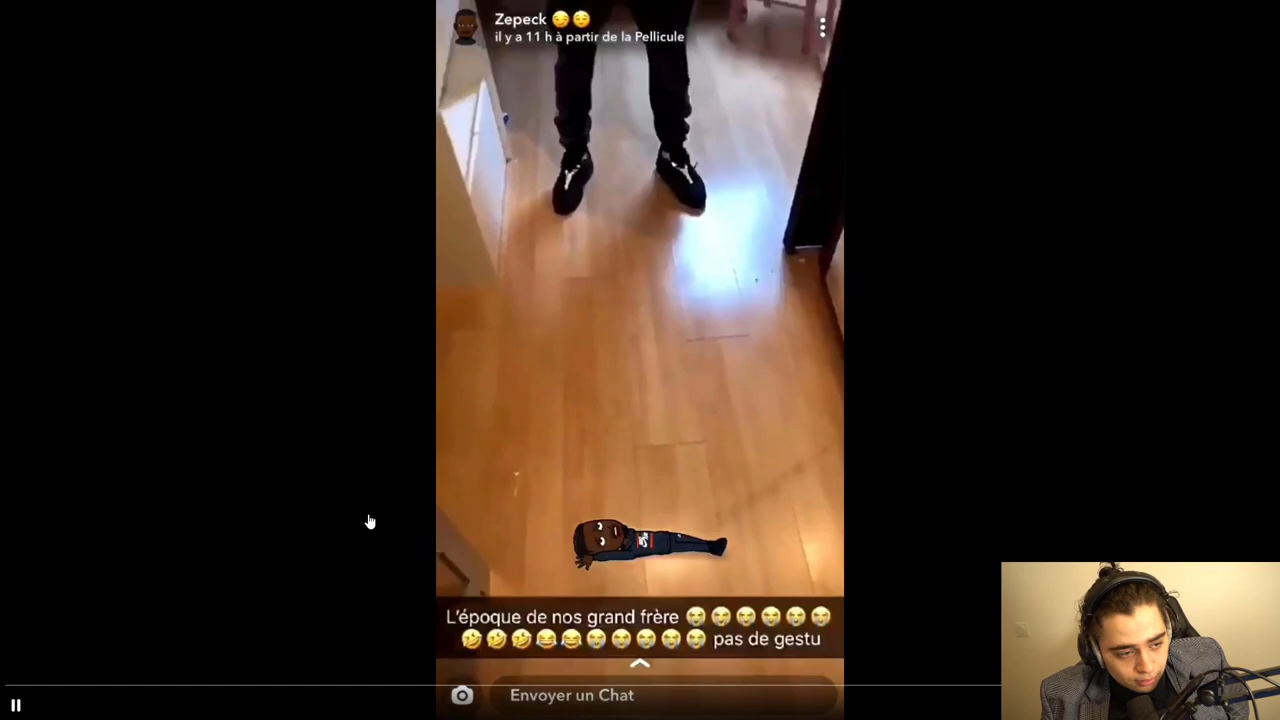 Zepeck 😏😌
il y a 11 h à partir de la Pellicule
L'époque de nos grand frère 😭😭😭😭😭😭
🤣🤣🤣😂😂😭😭😭😭😭 pas de gestu
Envoyer un Chat